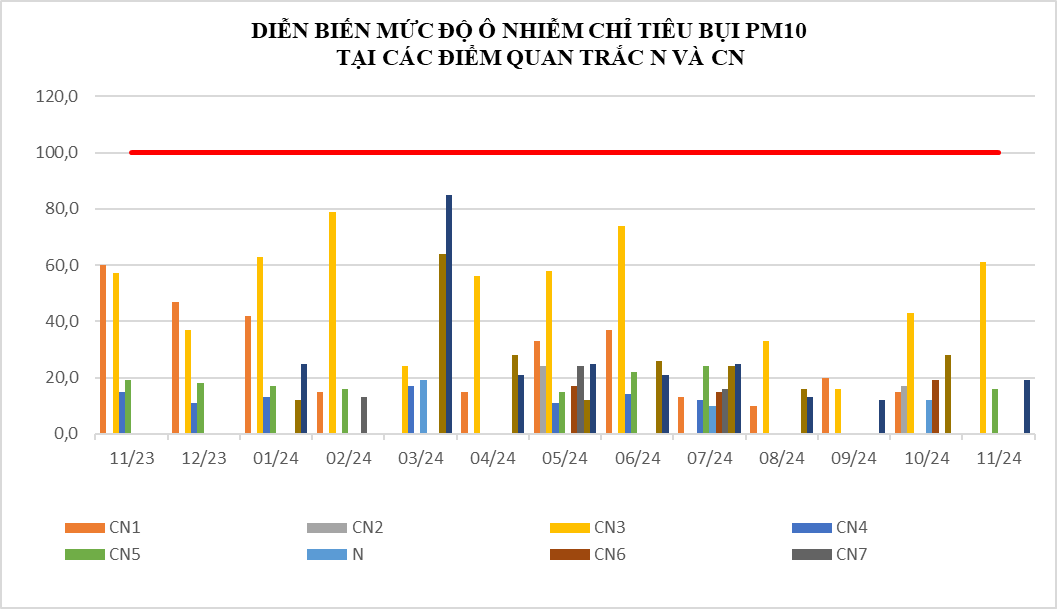 DIỄN BIẾN MỨC ĐỘ Ô NHIỄM CHỈ TIÊU BỤI PM10
TẠI CÁC ĐIỂM QUAN TRẮC N VÀ CN
120,0
100,0
80,0
60,0
40,0
20,0
0,0
11/23 12/23 01/24 02/24 03/24 04/24 05/24 06/24 07/24 08/24 09/24 10/24 11/24
CN1 CN2 CN3 CN4
CN5 N CN6 CN7